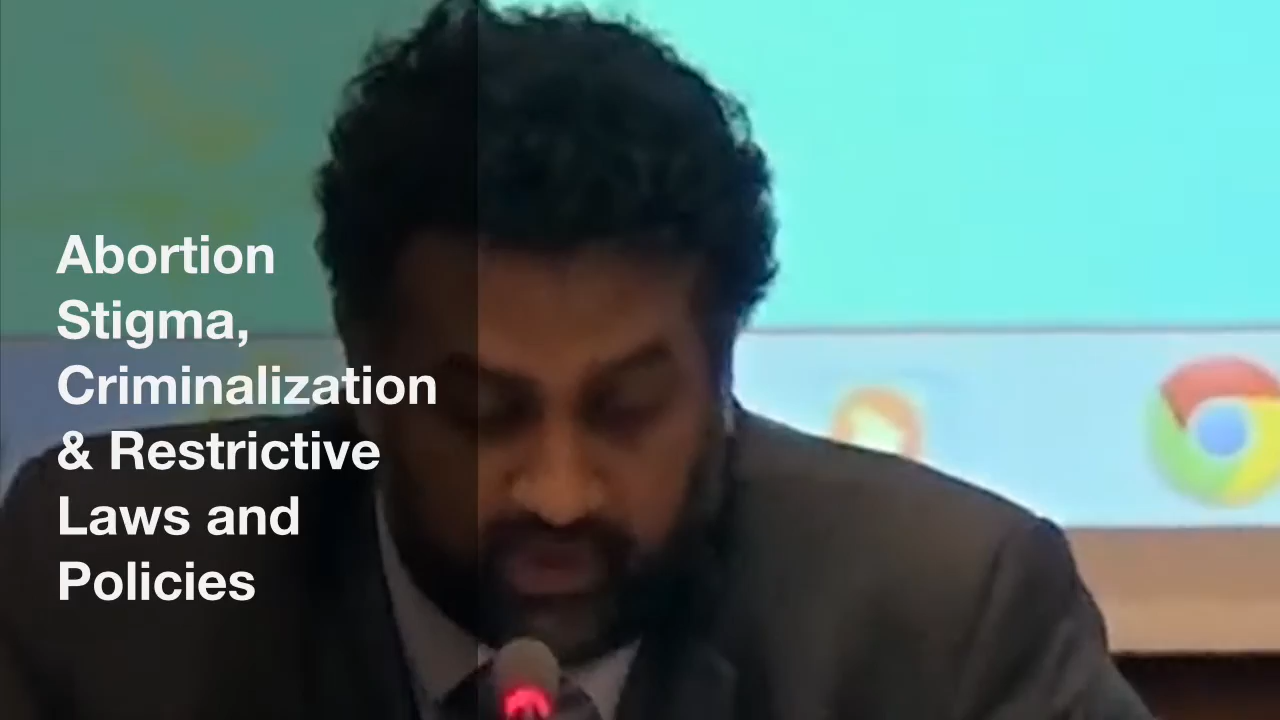 Abortion
Stigma,
Criminalization
& Restrictive
Laws and
Policies